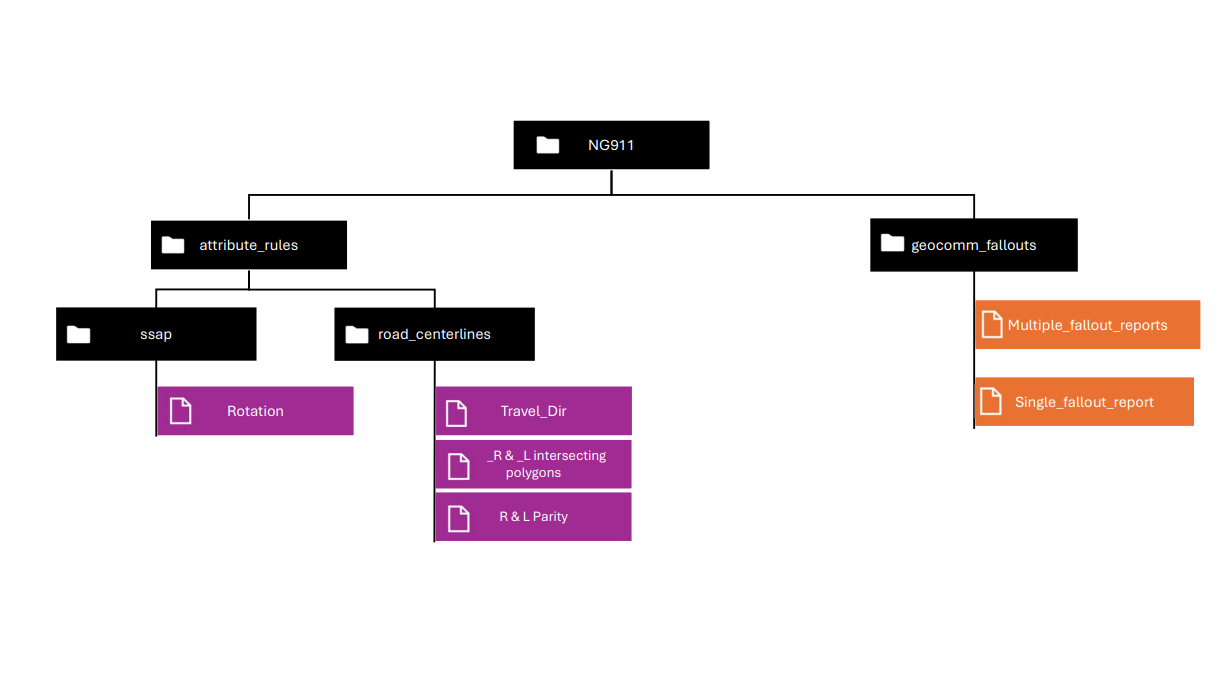 NG911
attribute_rules
geocomm_fallouts
ssap
road_centerlines
Multiple_fallout_reports
Single_fallout_report
Rotation
Travel_Dir
_R & _L intersecting
polygons
R & L Parity